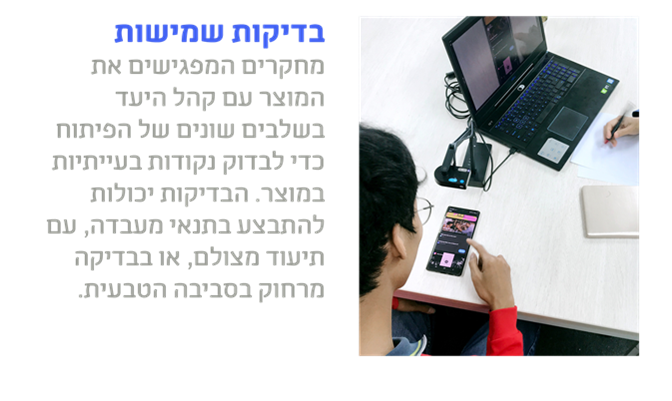 בדיקות שמישות
מחקרים המפגישים את
המוצר עם קהל היעד
בשלבים שונים של הפיתוח
כדי לבדוק נקודות בעייתיות
במוצר. הבדיקות יכולות
להתבצע בתנאי מעבדה, עם
תיעוד מצולם, או בבדיקה
מרחוק בסביבה הטבעית.